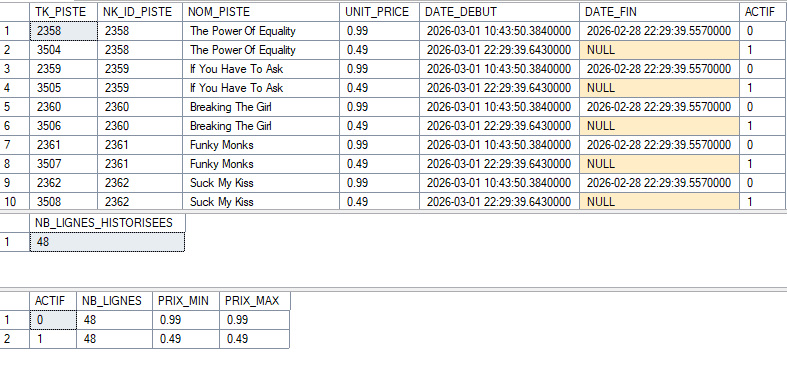 TK_PISTE NK_ID_PISTE NOM_PISTE UNIT_PRICE DATE_DEBUT DATE_FIN ACTIF
1 2358 2358 The Power Of Equality 0.99 2026-03-01 10:43:50.3840000 2026-02-28 22:29:39.5570000 0
2 3504 2358 The Power Of Equality 0.49 2026-03-01 22:29:39.6430000 NULL 1
3 2359 2359 If You Have To Ask 0.99 2026-03-01 10:43:50.3840000 2026-02-28 22:29:39.5570000 0
4 3505 2359 If You Have To Ask 0.49 2026-03-01 22:29:39.6430000 NULL 1
5 2360 2360 Breaking The Girl 0.99 2026-03-01 10:43:50.3840000 2026-02-28 22:29:39.5570000 0
6 3506 2360 Breaking The Girl 0.49 2026-03-01 22:29:39.6430000 NULL 1
7 2361 2361 Funky Monks 0.99 2026-03-01 10:43:50.3840000 2026-02-28 22:29:39.5570000 0
8 3507 2361 Funky Monks 0.49 2026-03-01 22:29:39.6430000 NULL 1
9 2362 2362 Suck My Kiss 0.99 2026-03-01 10:43:50.3840000 2026-02-28 22:29:39.5570000 0
10 3508 2362 Suck My Kiss 0.49 2026-03-01 22:29:39.6430000 NULL 1
NB_LIGNES_HISTORISEES
1 48
ACTIF NB_LIGNES PRIX_MIN PRIX_MAX
1 0 48 0.99 0.99
2 1 48 0.49 0.49